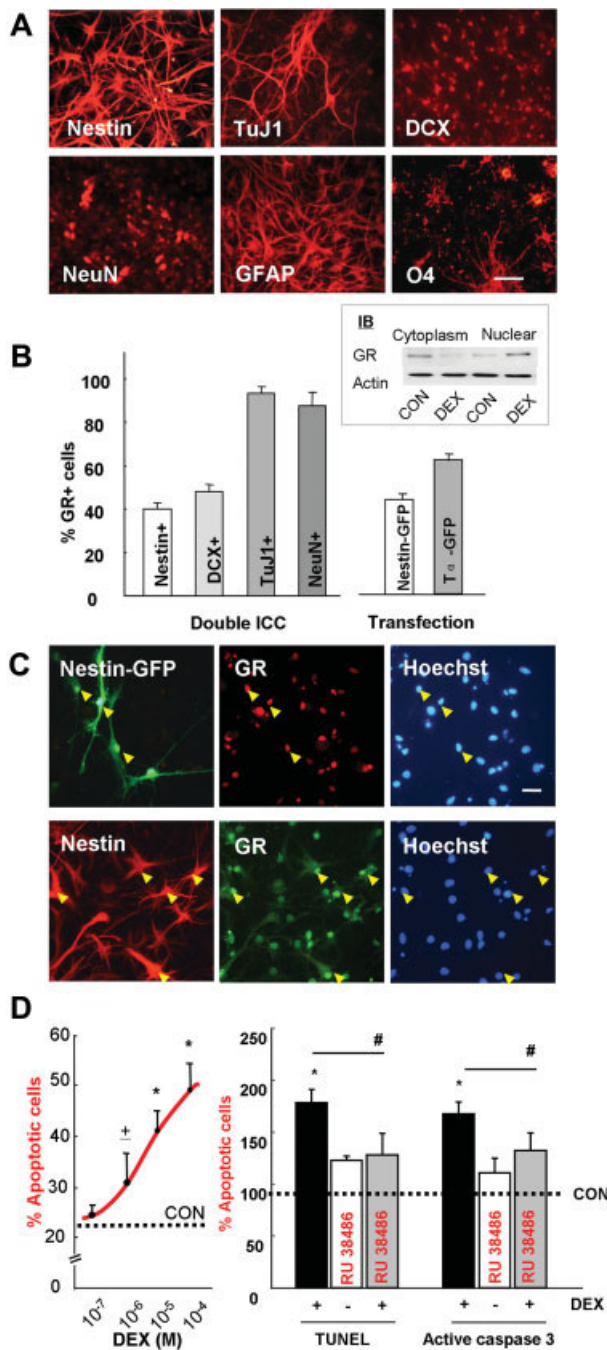 A
Nestin
TuJ1
DCX
NeuN
GFAP
O4
B
IB
Cytoplasm Nuclear
GR
Actin
CON DEX CON DEX
% GR+ cells
100
80
60
40
20
0
Nestin+
DCX+
TuJ1+
NeuN+
Nestin-GFP
Tα-GFP
Double ICC
Transfection
C
Nestin-GFP
GR
Hoechst
Nestin
GR
Hoechst
D
% Apoptotic cells
60
50
40
30
20
0
+
*
*
CON
10-7 10-6 10-5 10-4
DEX (M)
% Apoptotic cells
250
200
150
100
50
0
*
#
*
#
CON
RU 38486
RU 38486
RU 38486
RU 38486
+ - + + - + DEX
TUNEL
Active caspase 3